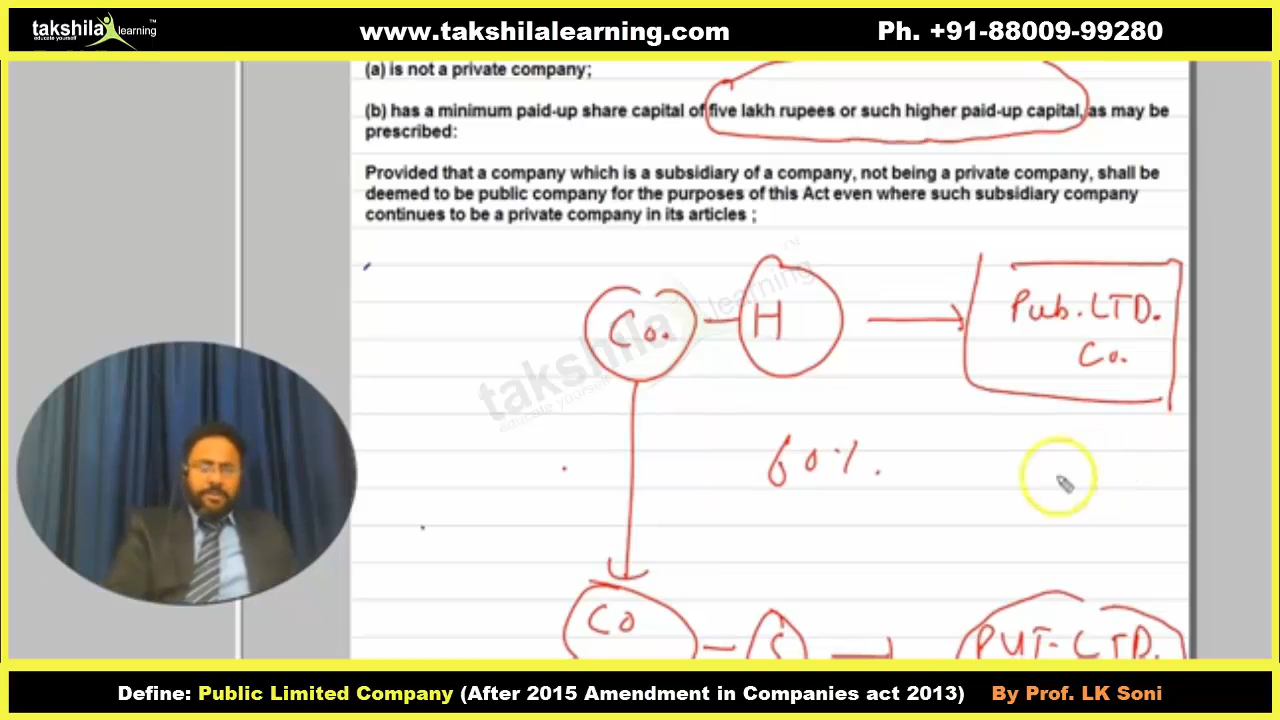 takshila learning
educate yourself
www.takshilalearning.com
Ph. +91-88009-99280
(a) is not a private company;
(b) has a minimum paid-up share capital of five lakh rupees or such higher paid-up capital, as may be
prescribed:
Provided that a company which is a subsidiary of a company, not being a private company, shall be
deemed to be public company for the purposes of this Act even where such subsidiary company
continues to be a private company in its articles ;
Co. - H → Pub. LTD.
Co.
takshila learning
educate yourself
60%.
CO - S → PVT-LTD.
Define: Public Limited Company (After 2015 Amendment in Companies act 2013) By Prof. LK Soni